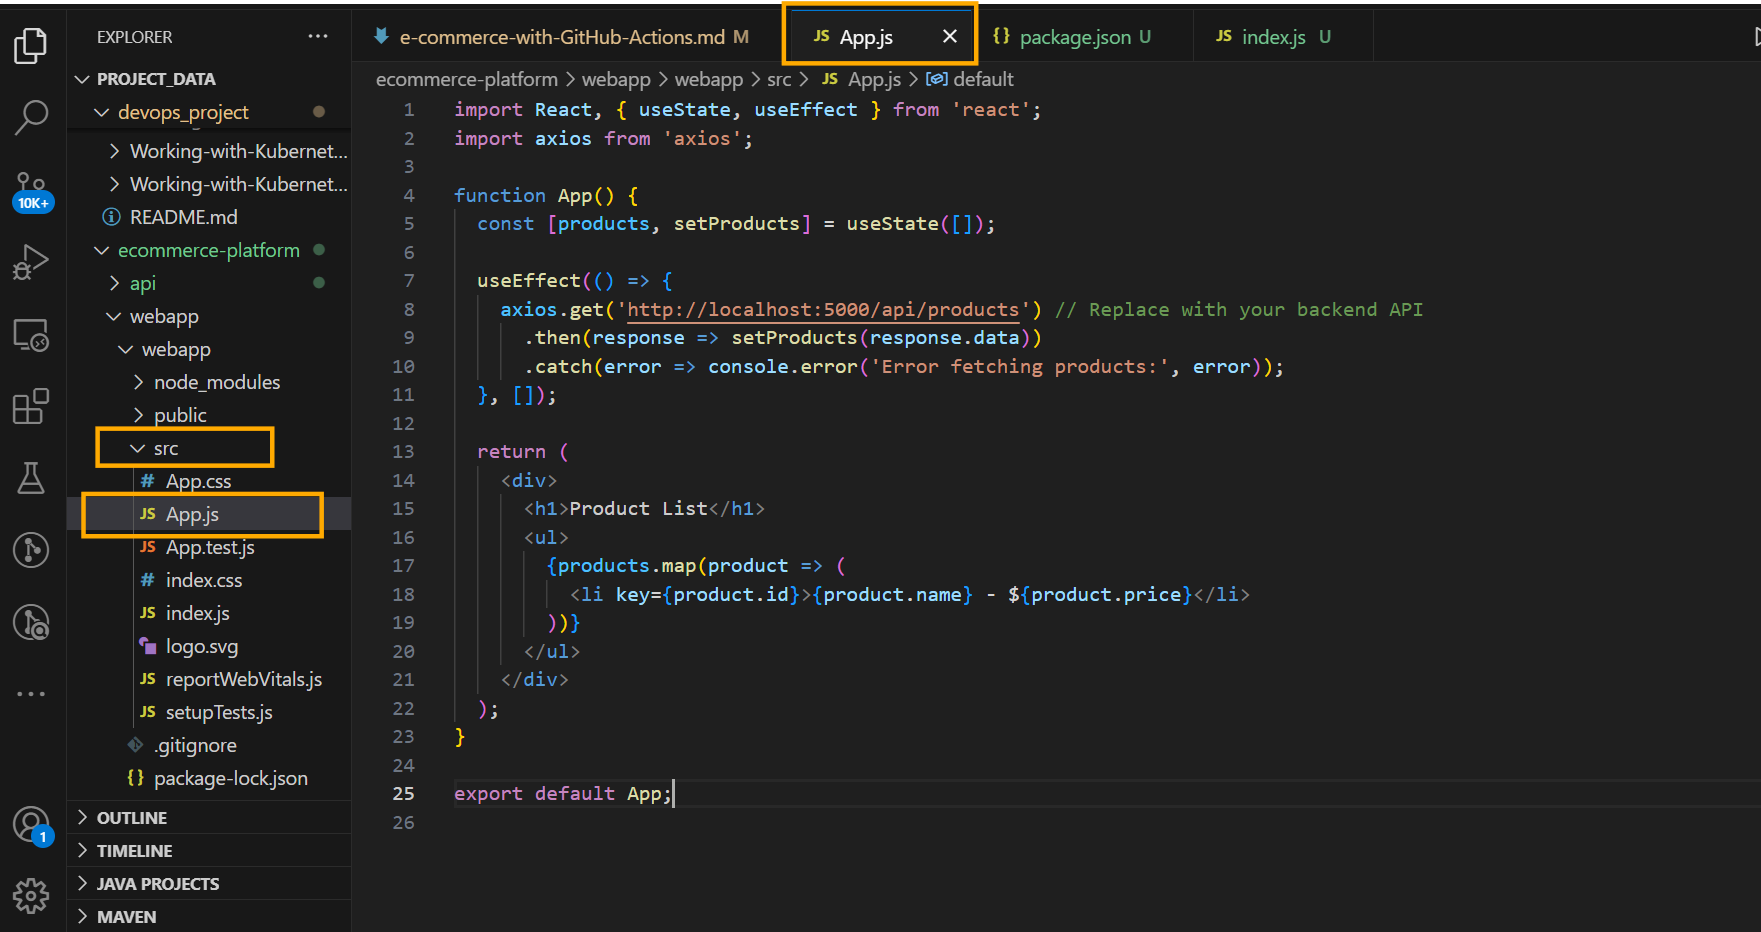 EXPLORER
PROJECT_DATA
devops_project
Working-with-Kubernet...
Working-with-Kubernet...
README.md
ecommerce-platform
api
webapp
webapp
node_modules
public
src
App.css
JS App.js
JS App.test.js
index.css
JS index.js
logo.svg
JS reportWebVitals.js
JS setupTests.js
.gitignore
{} package-lock.json
OUTLINE
TIMELINE
JAVA PROJECTS
MAVEN
10K+
1
e-commerce-with-GitHub-Actions.md M
JS App.js
{} package.json U
JS index.js U
ecommerce-platform > webapp > webapp > src > JS App.js > default
1 import React, { useState, useEffect } from 'react';
2 import axios from 'axios';
3
4 function App() {
5 const [products, setProducts] = useState([]);
6
7 useEffect(() => {
8 axios.get('http://localhost:5000/api/products') // Replace with your backend API
9 .then(response => setProducts(response.data))
10 .catch(error => console.error('Error fetching products:', error));
11 }, []);
12
13 return (
14 <div>
15 <h1>Product List</h1>
16 <ul>
17 {products.map(product => (
18 <li key={product.id}>{product.name} - ${product.price}</li>
19 ))}
20 </ul>
21 </div>
22 );
23 }
24
25 export default App;
26